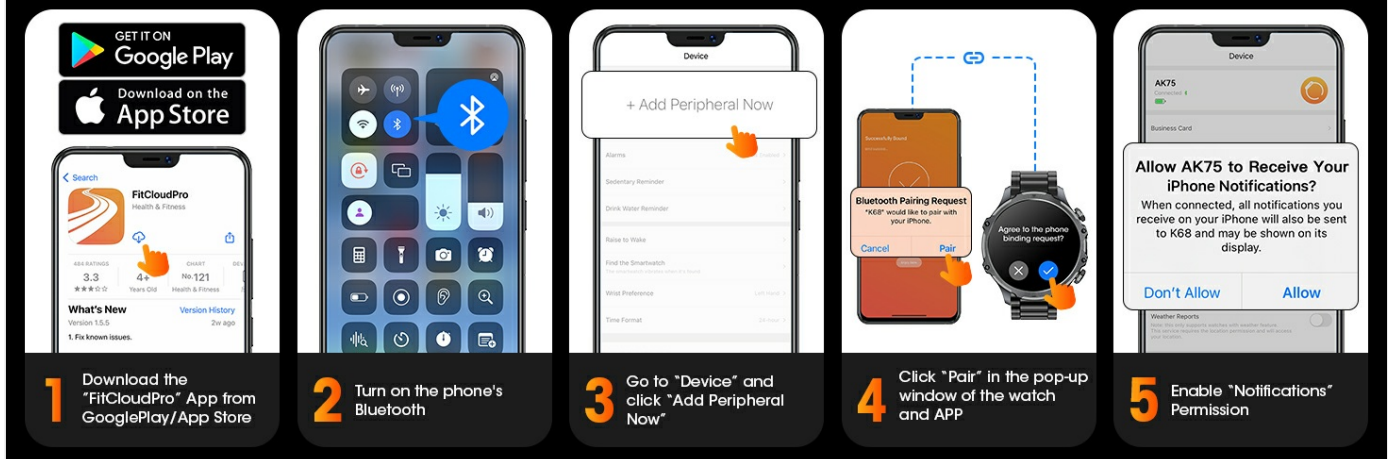 GET IT ON
Google Play
Download on the
App Store
Search
FitCloudPro
Health & Fitness
484 RATINGS
3.3
★★★☆☆
4+
Years Old
CHART
No.121
Health & Fitness
What's New
Version History
Version 1.5.5
2w ago
1. Fix known issues.
1
Download the
"FitCloudPro" App from
GooglePlay/App Store
2
Turn on the phone's
Bluetooth
Device
+ Add Peripheral Now
Alarms
Sedentary Reminder
Drink Water Reminder
Raise to Wake
Find the Smartwatch
Wrist Preference
Time Format
3
Go to "Device" and
click "Add Peripheral
Now"
Bluetooth Pairing Request
"K68" would like to pair with
your iPhone.
Cancel
Pair
Agree to the phone
binding request?
4
Click "Pair" in the pop-up
window of the watch
and APP
Device
AK75
Connected
Business Card
Allow AK75 to Receive Your
iPhone Notifications?
When connected, all notifications you
receive on your iPhone will also be sent
to K68 and may be shown on its
display.
Don't Allow
Allow
Weather Reports
5
Enable "Notifications"
Permission